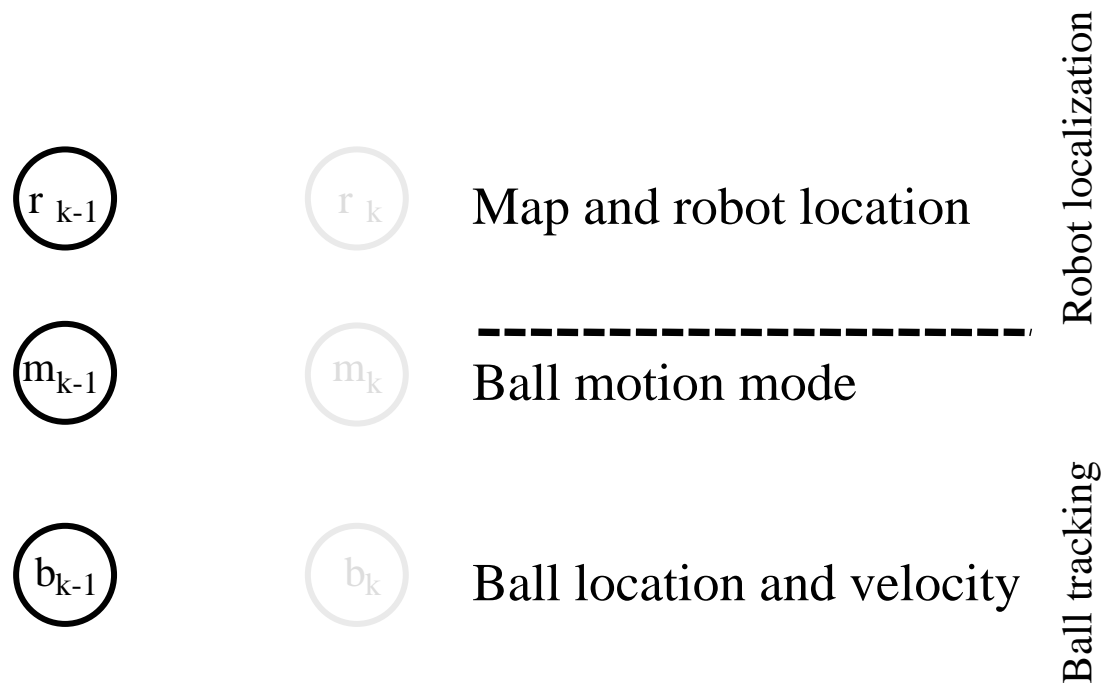 Robot localization
r k-1
r k
Map and robot location
m k-1
m k
Ball motion mode
b k-1
b k
Ball location and velocity
Ball tracking